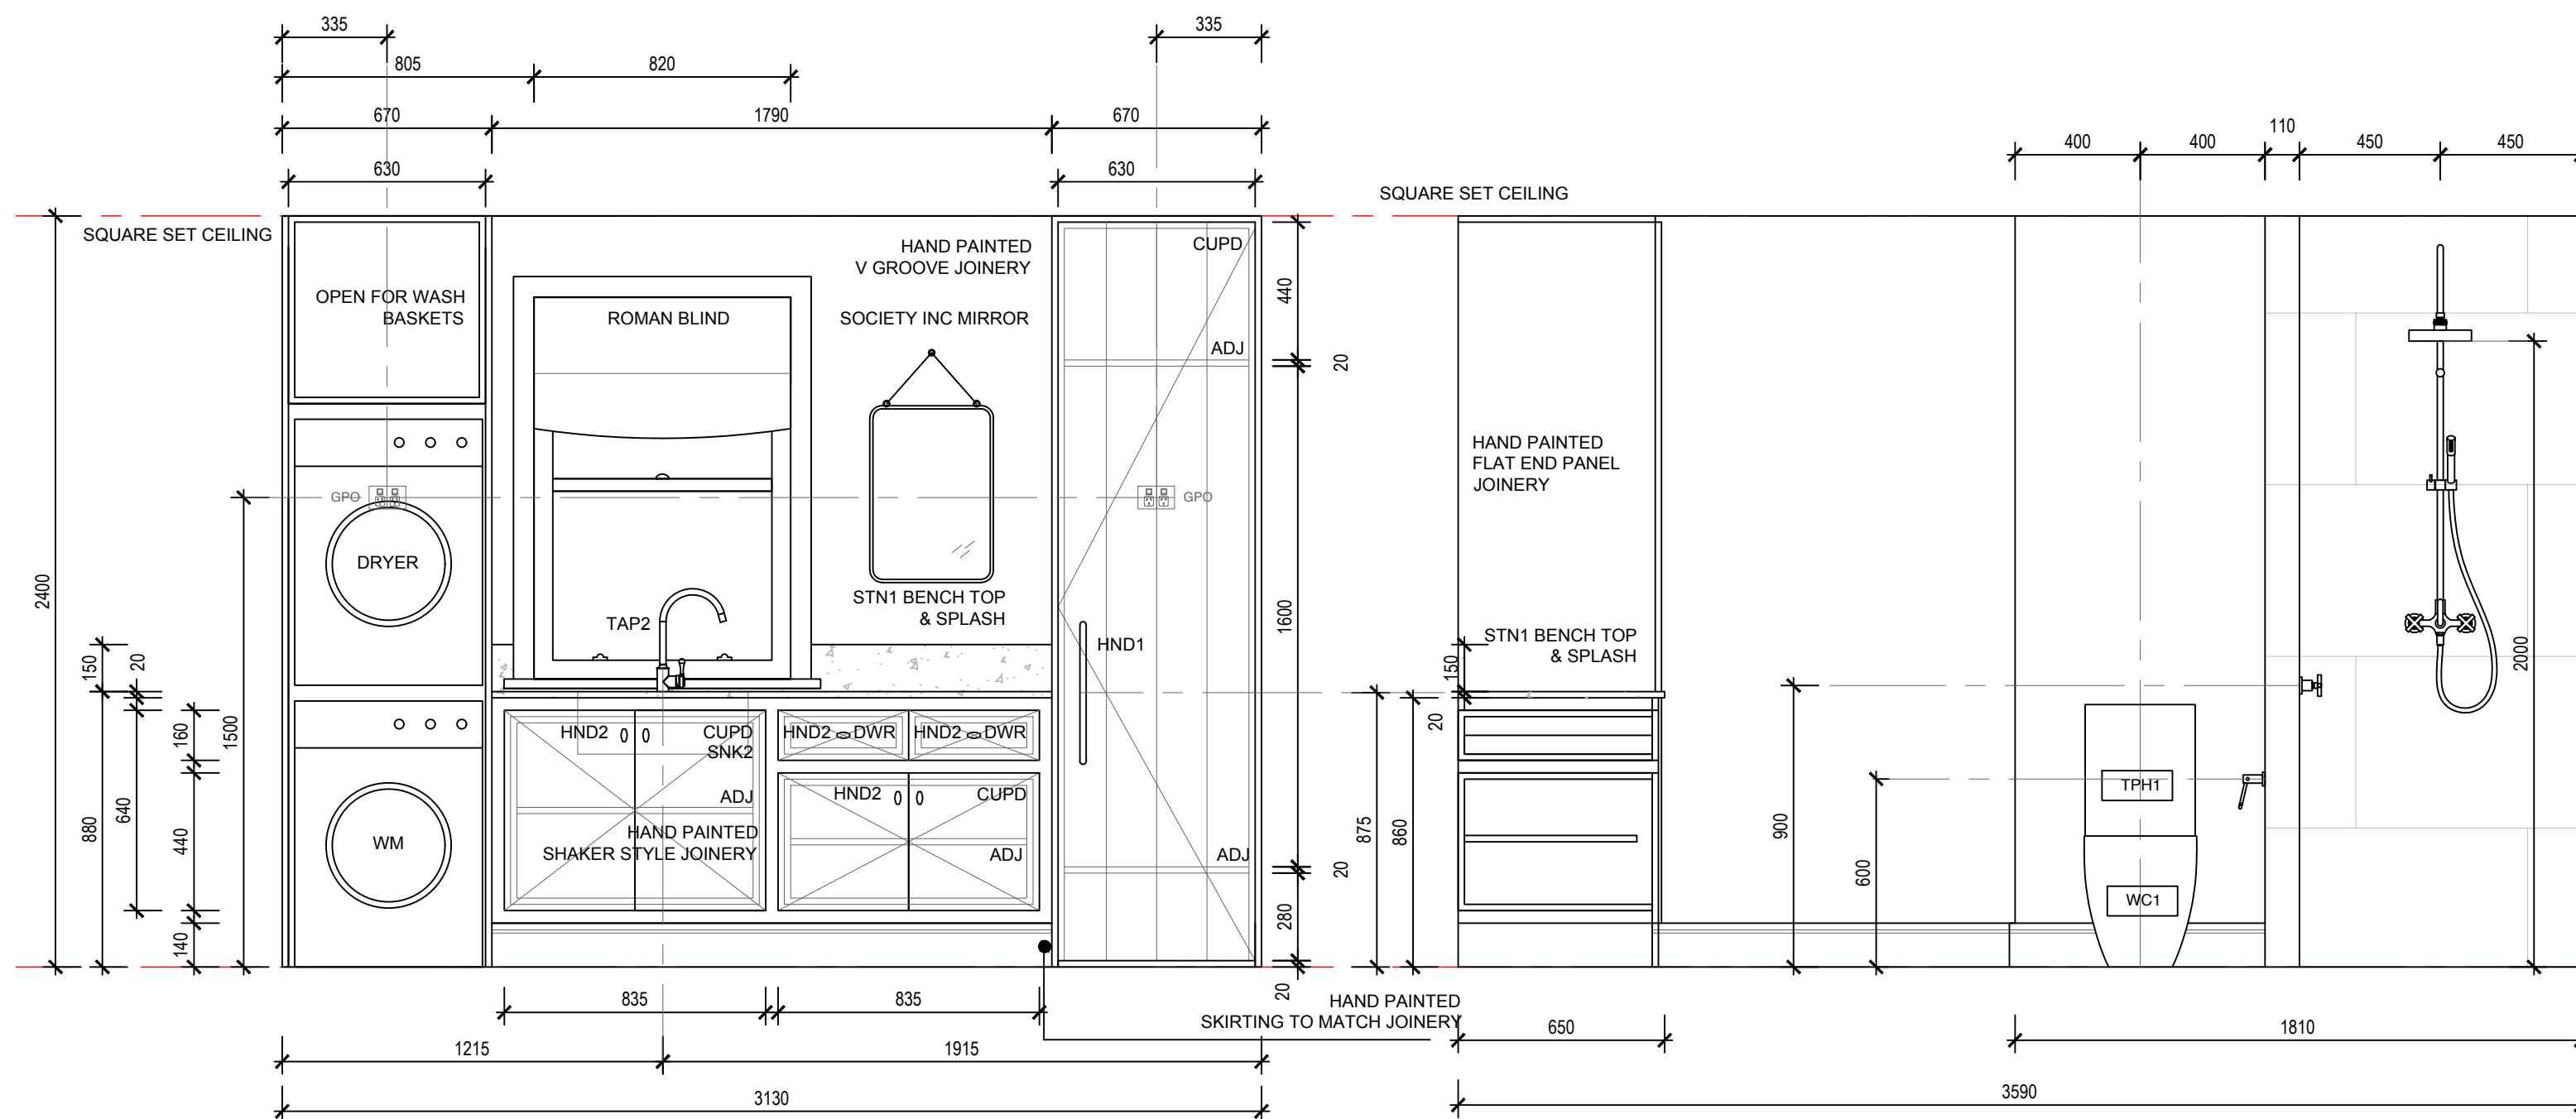 335
335
805
820
670
1790
670
110
400
400
450
450
630
630
SQUARE SET CEILING
SQUARE SET CEILING
HAND PAINTED
V GROOVE JOINERY
CUPD
OPEN FOR WASH
BASKETS
ROMAN BLIND
SOCIETY INC MIRROR
440
ADJ
20
HAND PAINTED
FLAT END PANEL
JOINERY
GPO
GPO
DRYER
2400
STN1 BENCH TOP
& SPLASH
TAP2
1600
HND1
STN1 BENCH TOP
& SPLASH
150
20
150
2000
20
HND2
CUPD
SNK2
HND2
DWR
HND2
DWR
160
1500
640
880
440
140
ADJ
HND2
CUPD
HAND PAINTED
SHAKER STYLE JOINERY
WM
ADJ
ADJ
20
280
20
875
860
900
600
TPH1
WC1
835
835
HAND PAINTED
SKIRTING TO MATCH JOINERY
650
1810
1215
1915
3130
3590